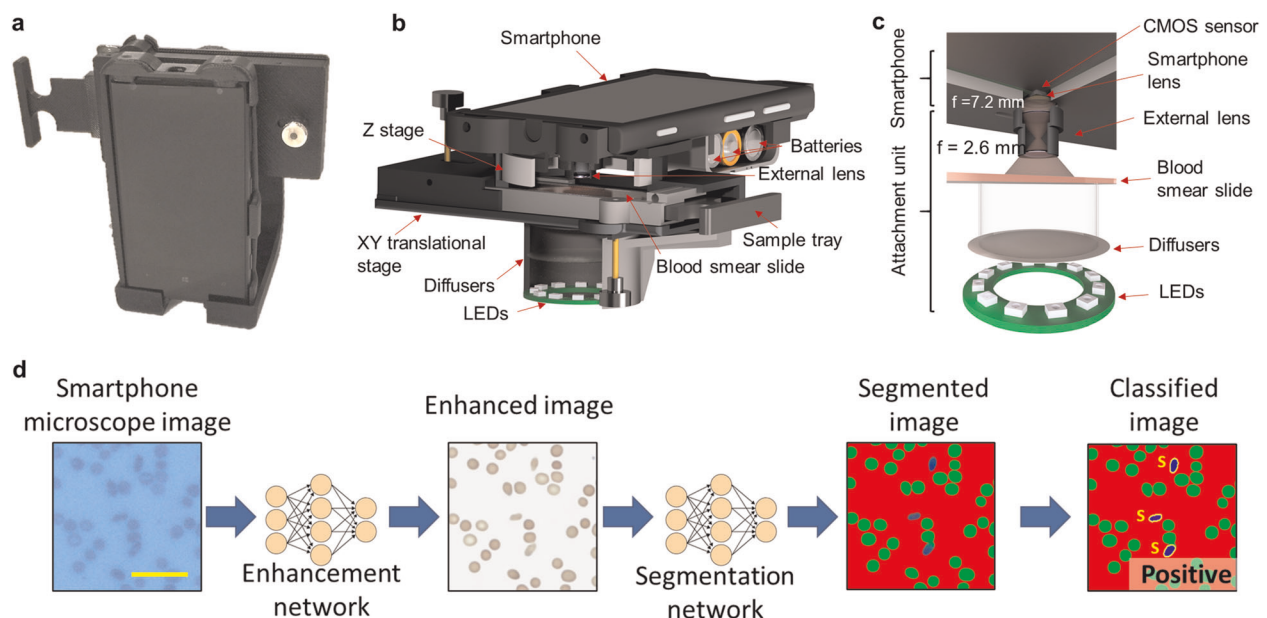 a
b
Smartphone
Z stage
Batteries
External lens
XY translational
stage
Sample tray
Blood smear slide
Diffusers
LEDs
c
CMOS sensor
Smartphone
lens
Smartphone
f =7.2 mm
External lens
f = 2.6 mm
Attachment unit
Blood
smear slide
Diffusers
LEDs
d
Smartphone
microscope image
Enhancement
network
Enhanced image
Segmentation
network
Segmented
image
Classified
image
S
S
S
Positive